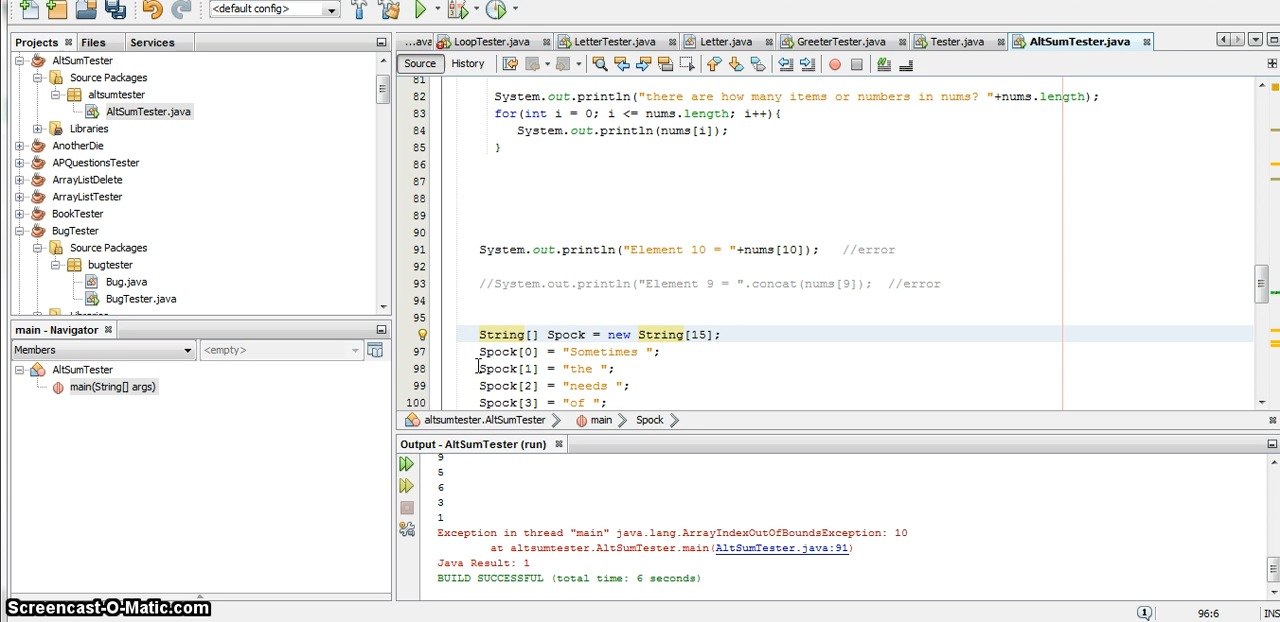 <default config>
Projects Files Services
...ava LoopTester.java LetterTester.java Letter.java GreeterTester.java Tester.java AltSumTester.java
Source History
AltSumTester
Source Packages
altsumtester
AltSumTester.java
Libraries
AnotherDie
APQuestionsTester
ArrayListDelete
ArrayListTester
BookTester
BugTester
Source Packages
bugtester
Bug.java
BugTester.java
81
82 System.out.println("there are how many items or numbers in nums? "+nums.length);
83 for(int i = 0; i <= nums.length; i++){
84 System.out.println(nums[i]);
85 }
86
87
88
89
90
91 System.out.println("Element 10 = "+nums[10]); //error
92
93 //System.out.println("Element 9 = ".concat(nums[9]); //error
94
95
String[] Spock = new String[15];
97 Spock[0] = "Sometimes ";
98 Spock[1] = "the ";
99 Spock[2] = "needs ";
100 Spock[3] = "of ";
altsumtester.AltSumTester main Spock
main - Navigator
Members <empty>
AltSumTester
main(String[] args)
Output - AltSumTester (run)
9
5
6
3
1
Exception in thread "main" java.lang.ArrayIndexOutOfBoundsException: 10
at altsumtester.AltSumTester.main(AltSumTester.java:91)
Java Result: 1
BUILD SUCCESSFUL (total time: 6 seconds)
Screencast-O-Matic.com
1 96:6 INS